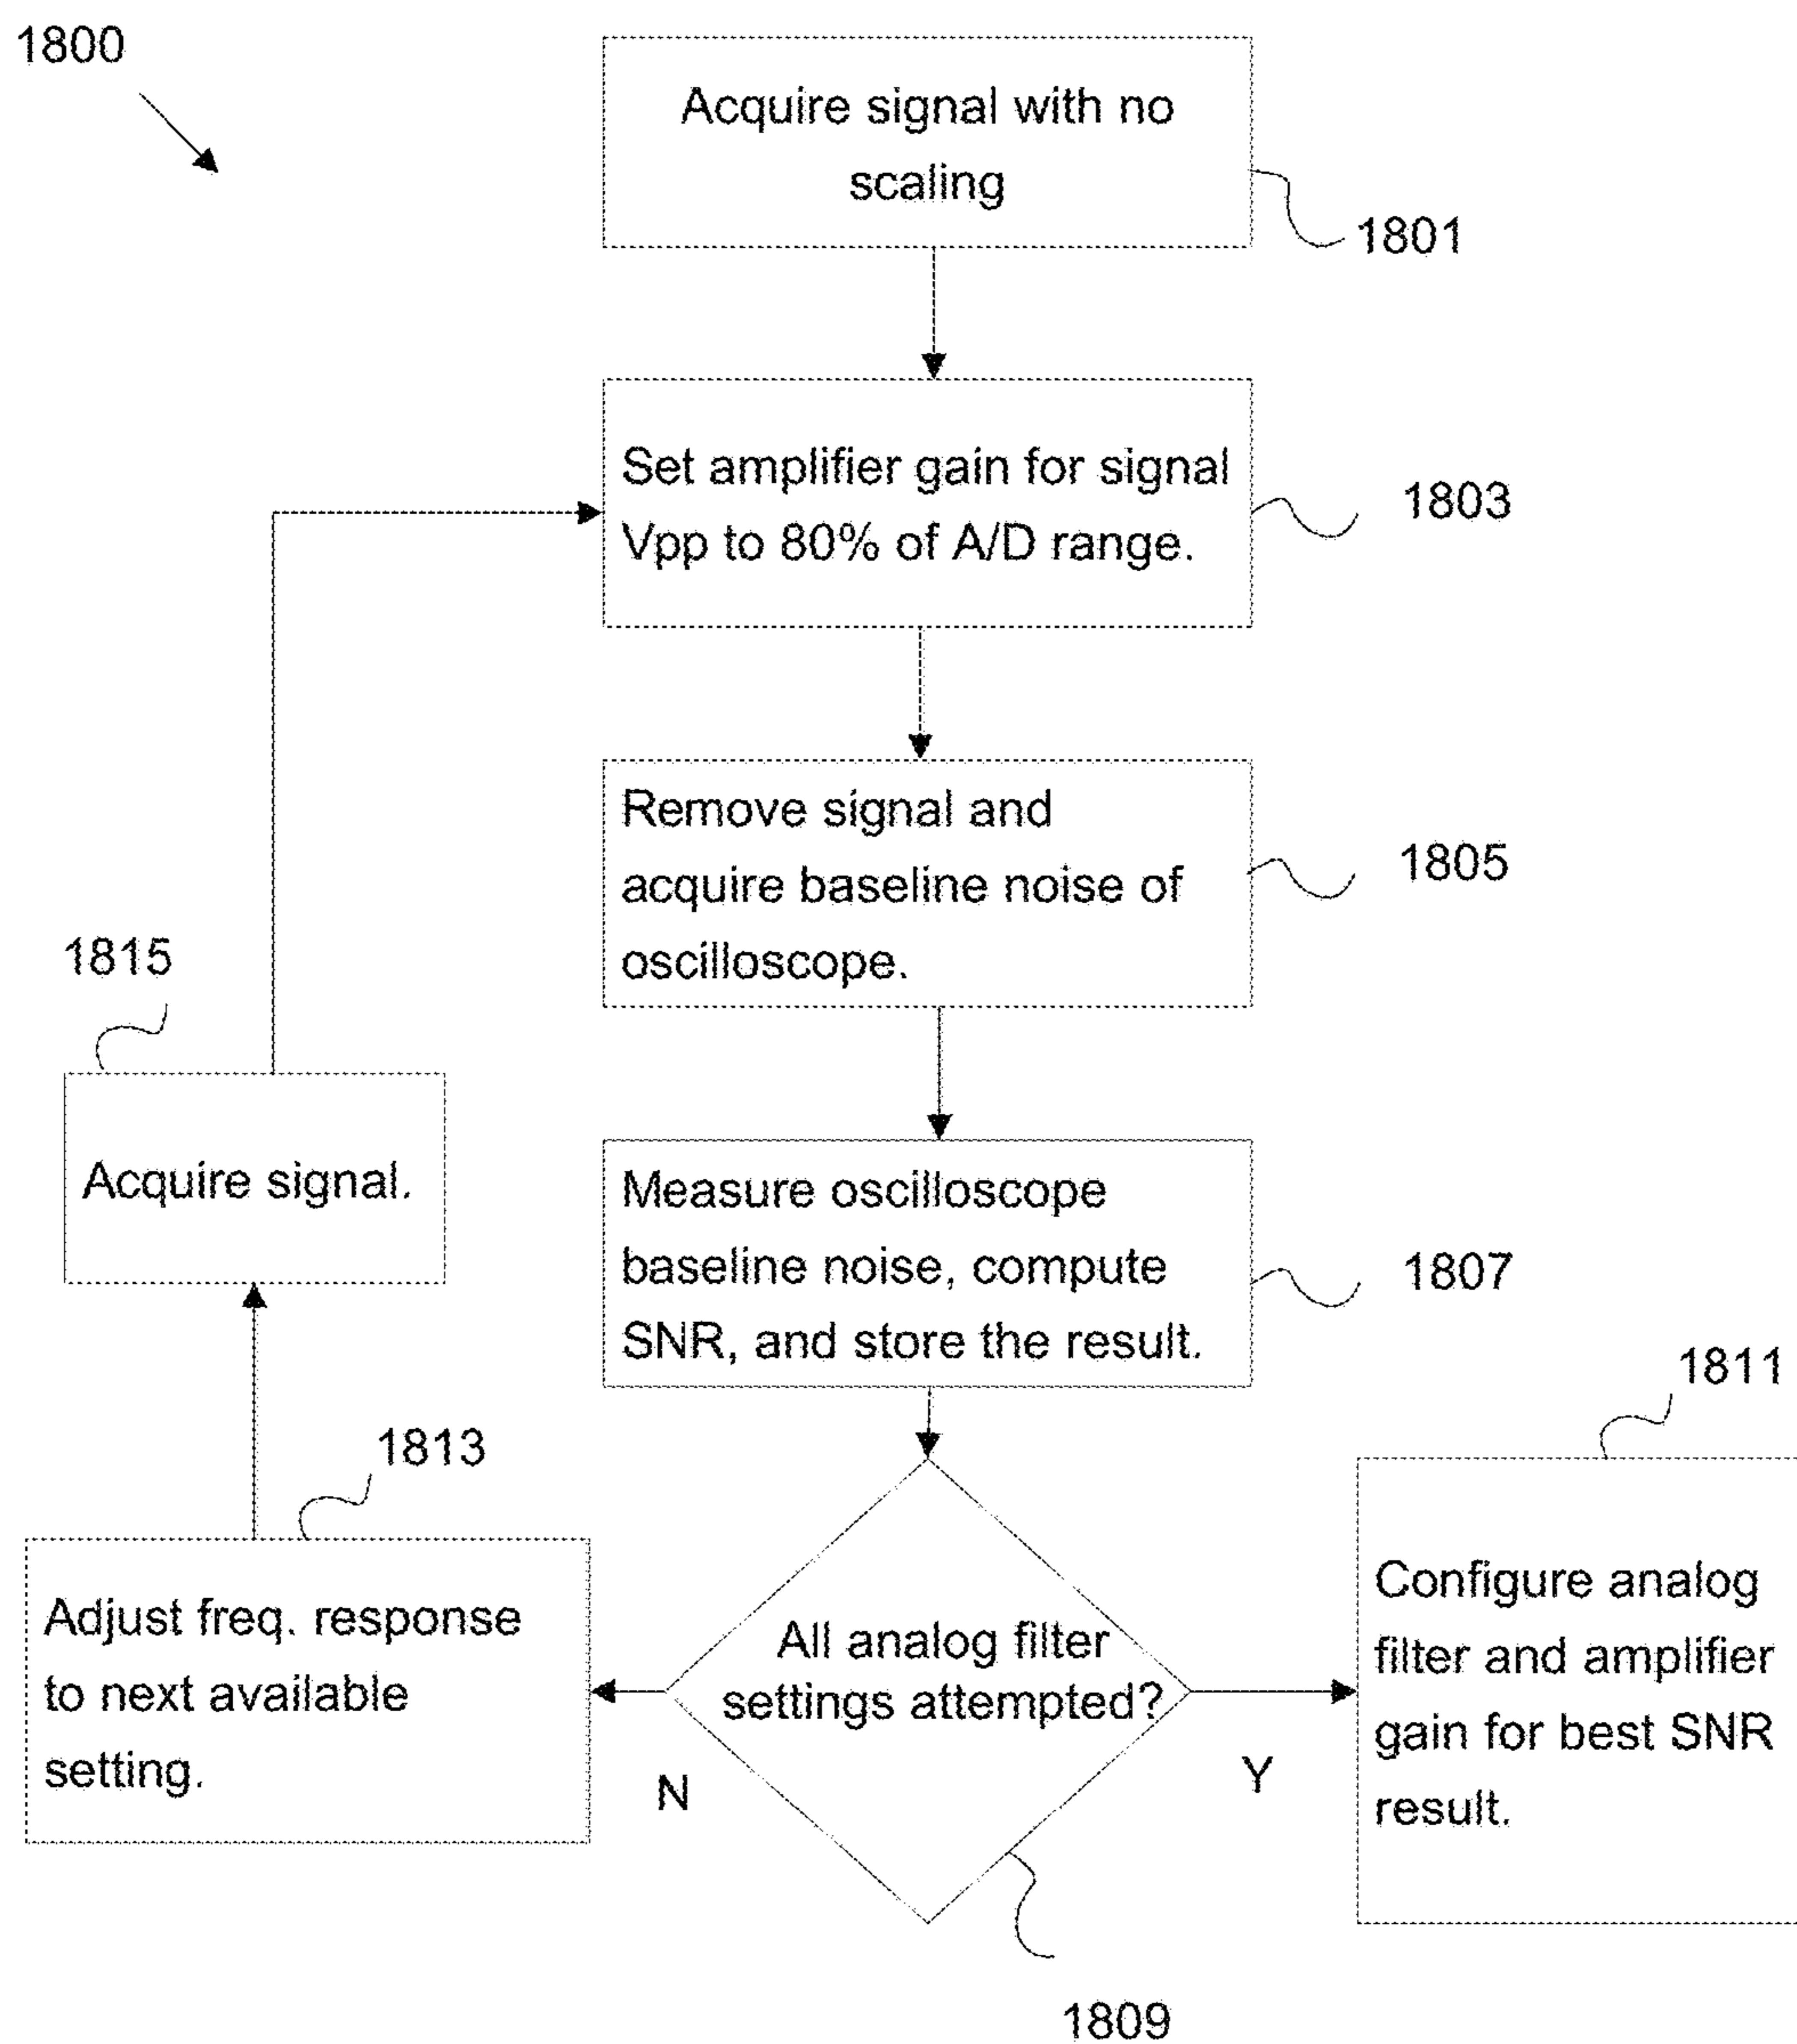 1800
Acquire signal with no
scaling
1801
Set amplifier gain for signal
Vpp to 80% of A/D range.
1803
Remove signal and
acquire baseline noise of
oscilloscope.
1805
1815
Acquire signal.
Measure oscilloscope
baseline noise, compute
SNR, and store the result.
1807
1811
1813
Adjust freq. response
to next available
setting.
All analog filter
settings attempted?
N
Y
Configure analog
filter and amplifier
gain for best SNR
result.
1809